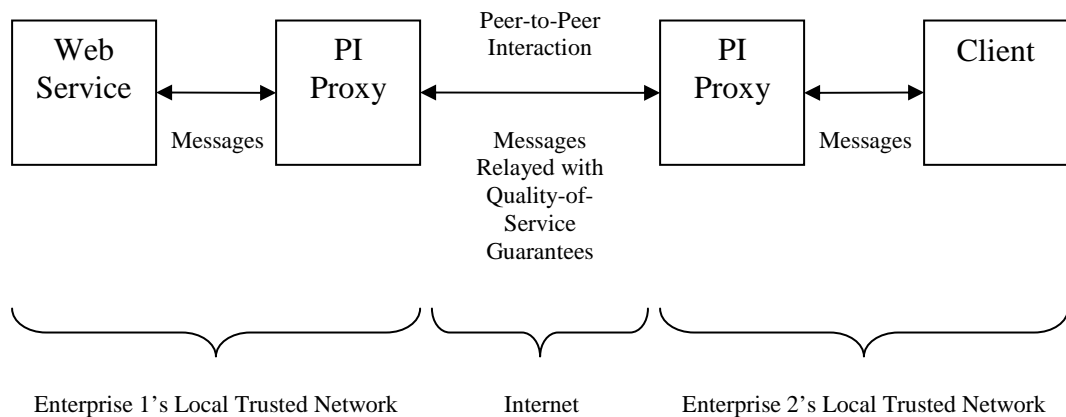 Web
Service
Messages
PI
Proxy
Peer-to-Peer
Interaction
Messages
Relayed with
Quality-of-
Service
Guarantees
PI
Proxy
Messages
Client
Enterprise 1’s Local Trusted Network
Internet
Enterprise 2’s Local Trusted Network